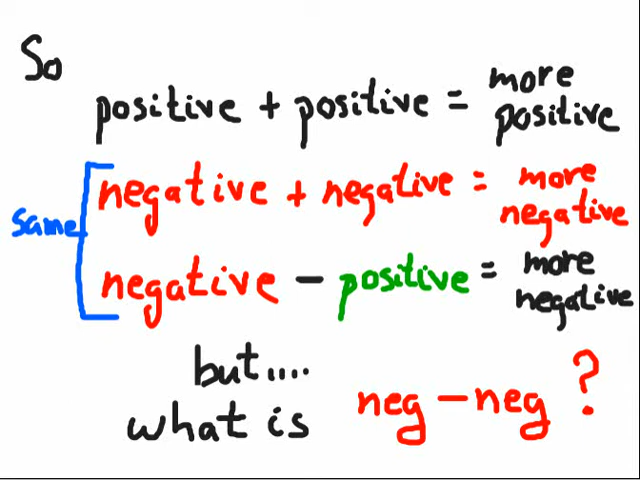 So
positive + positive = more positive
same
negative + negative = more negative
negative - positive = more negative
but....
what is neg - neg ?